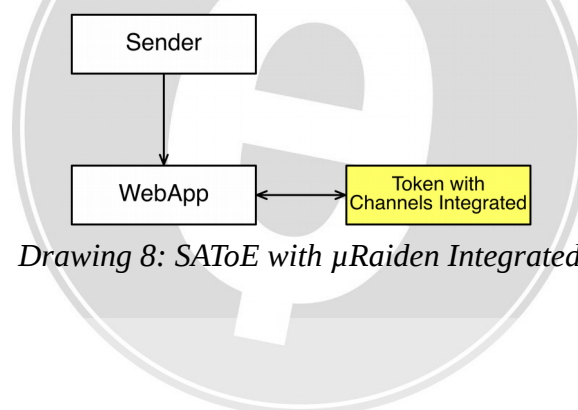 Sender
WebApp
Token with
Channels Integrated
Drawing 8: SAToE with µRaiden Integrated